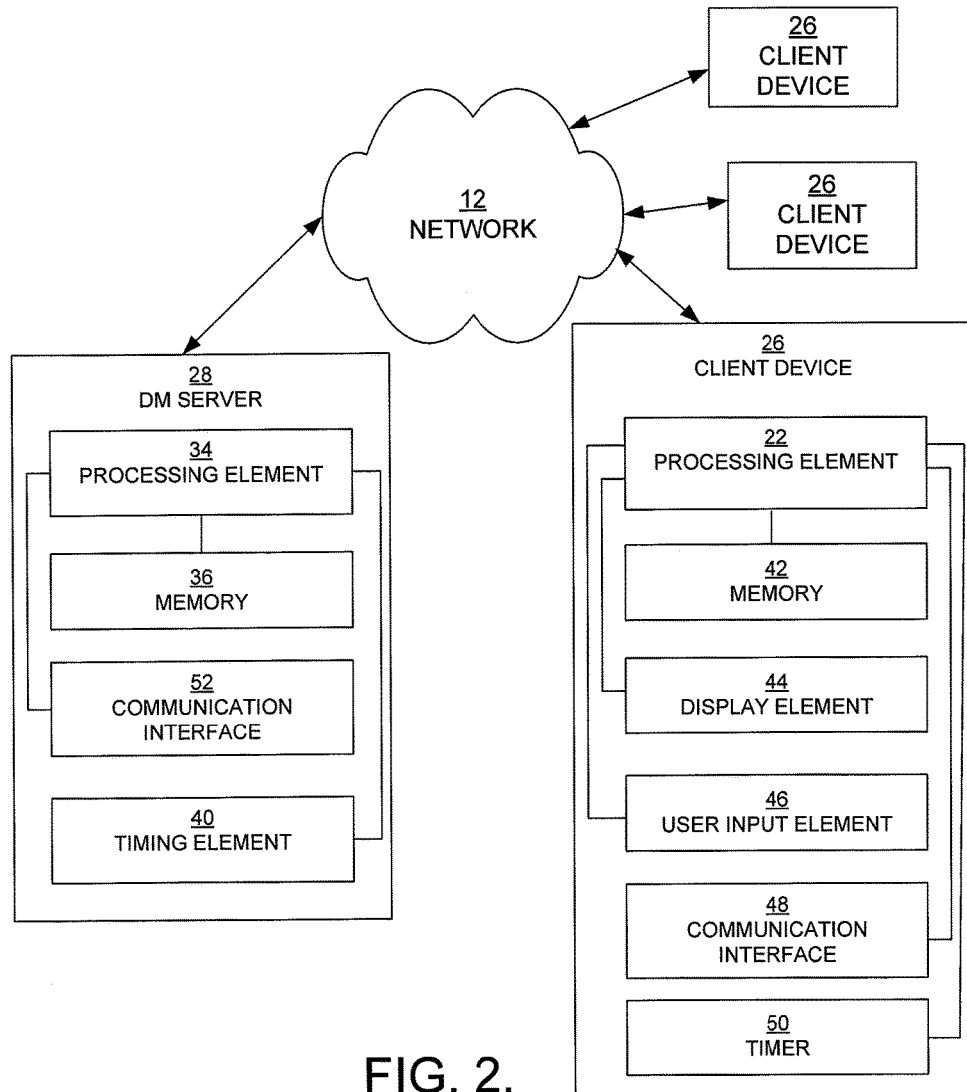 26
CLIENT
DEVICE
12
NETWORK
26
CLIENT
DEVICE
28
DM SERVER
34
PROCESSING ELEMENT
36
MEMORY
52
COMMUNICATION
INTERFACE
40
TIMING ELEMENT
26
CLIENT DEVICE
22
PROCESSING ELEMENT
42
MEMORY
44
DISPLAY ELEMENT
46
USER INPUT ELEMENT
48
COMMUNICATION
INTERFACE
50
TIMER
FIG. 2.